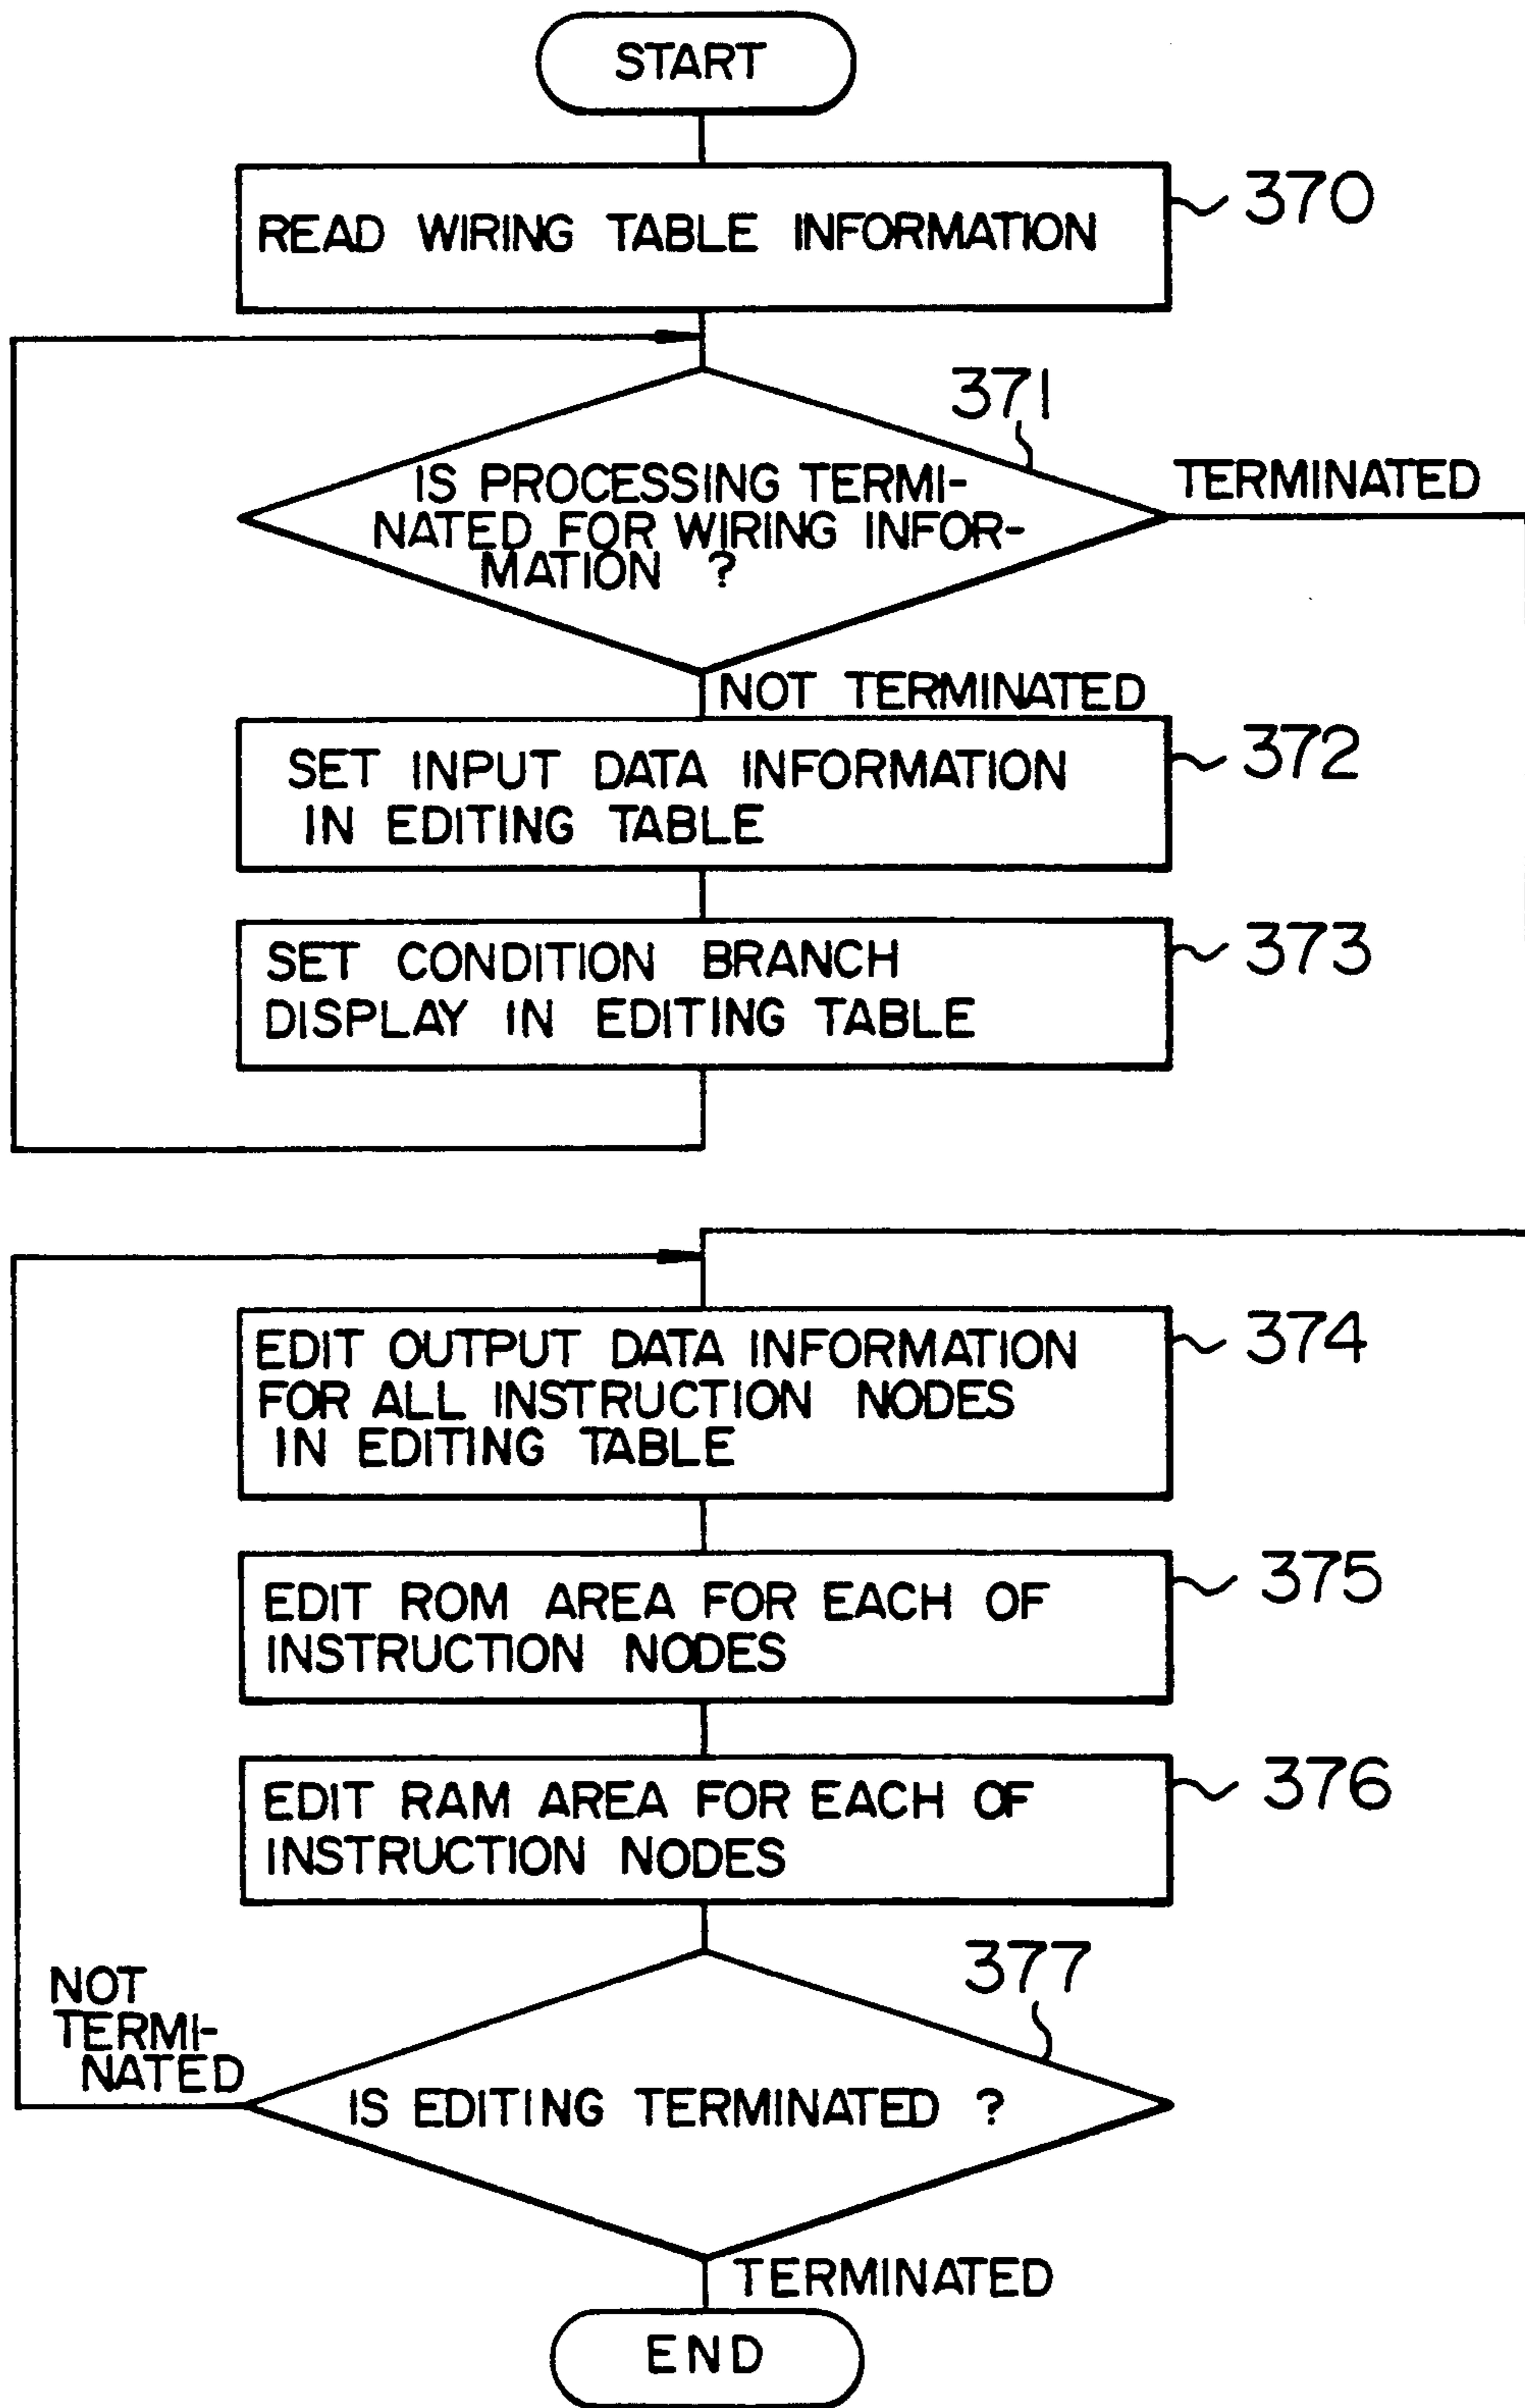 START
READ WIRING TABLE INFORMATION
370
371
IS PROCESSING TERMI-
NATED FOR WIRING INFOR-
MATION ?
TERMINATED
NOT TERMINATED
SET INPUT DATA INFORMATION
IN EDITING TABLE
372
SET CONDITION BRANCH
DISPLAY IN EDITING TABLE
373
EDIT OUTPUT DATA INFORMATION
FOR ALL INSTRUCTION NODES
IN EDITING TABLE
374
EDIT ROM AREA FOR EACH OF
INSTRUCTION NODES
375
EDIT RAM AREA FOR EACH OF
INSTRUCTION NODES
376
377
NOT
TERMI-
NATED
IS EDITING TERMINATED ?
TERMINATED
END